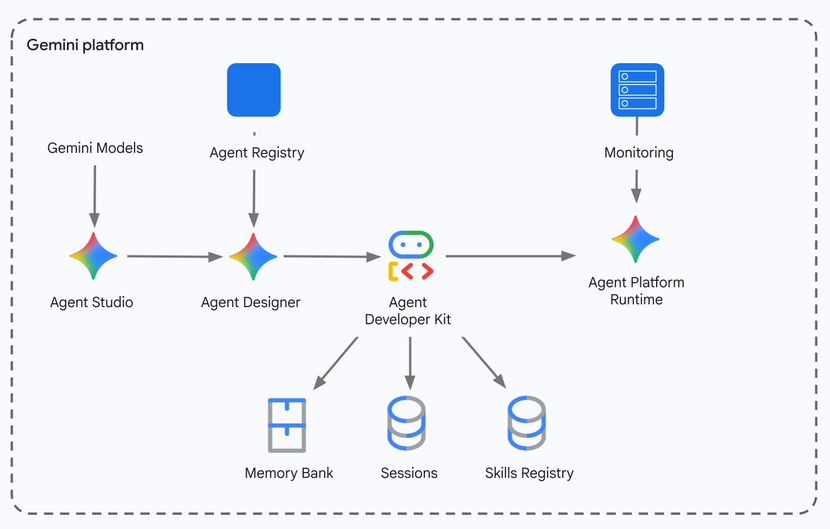 Gemini platform
Gemini Models
Agent Registry
Monitoring
Agent Studio
Agent Designer
Agent
Developer Kit
Agent Platform
Runtime
Memory Bank
Sessions
Skills Registry